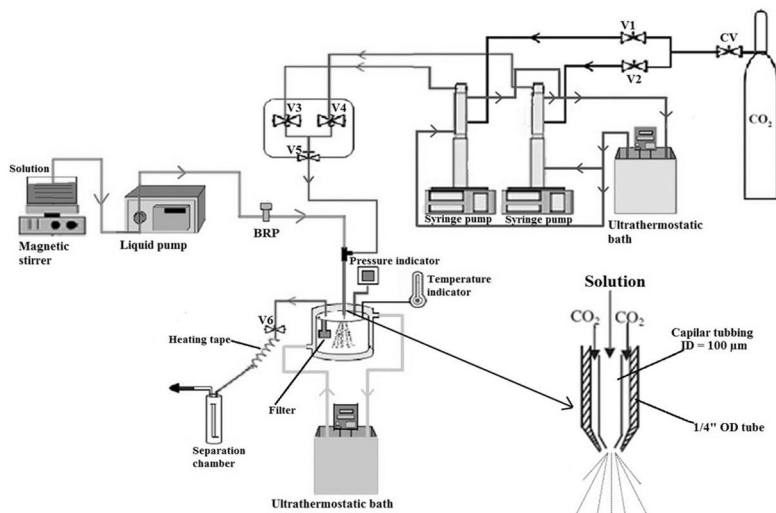 V1
CV
V2
V3
V4
CO2
V5
Solution
Syringe pump
Syringe pump
Ultrathermostatic
bath
Magnetic
stirrer
Liquid pump
BRP
Pressure indicator
Temperature
indicator
Solution
V6
Heating tape
CO2
CO2
Capilar tubbing
ID = 100 µm
Filter
1/4" OD tube
Separation
chamber
Ultrathermostatic bath